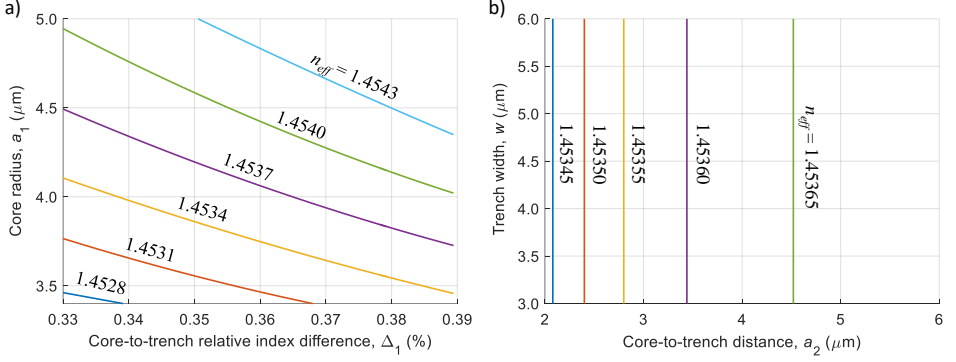 a)
5.0
4.5
4.0
3.5
Core radius, a₁ (μm)
n_eff = 1.4543
1.4540
1.4537
1.4534
1.4531
1.4528
0.33 0.34 0.35 0.36 0.37 0.38 0.39
Core-to-trench relative index difference, Δ₁ (%)
b)
6.0
5.5
5.0
4.5
4.0
3.5
3.0
Trench width, w (μm)
1.45345
1.45350
1.45355
1.45360
n_eff = 1.45365
2 3 4 5 6
Core-to-trench distance, a₂ (μm)